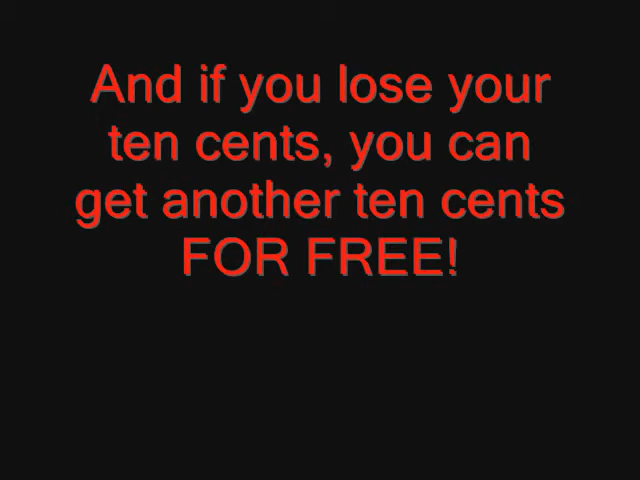 And if you lose your
ten cents, you can
get another ten cents
FOR FREE!